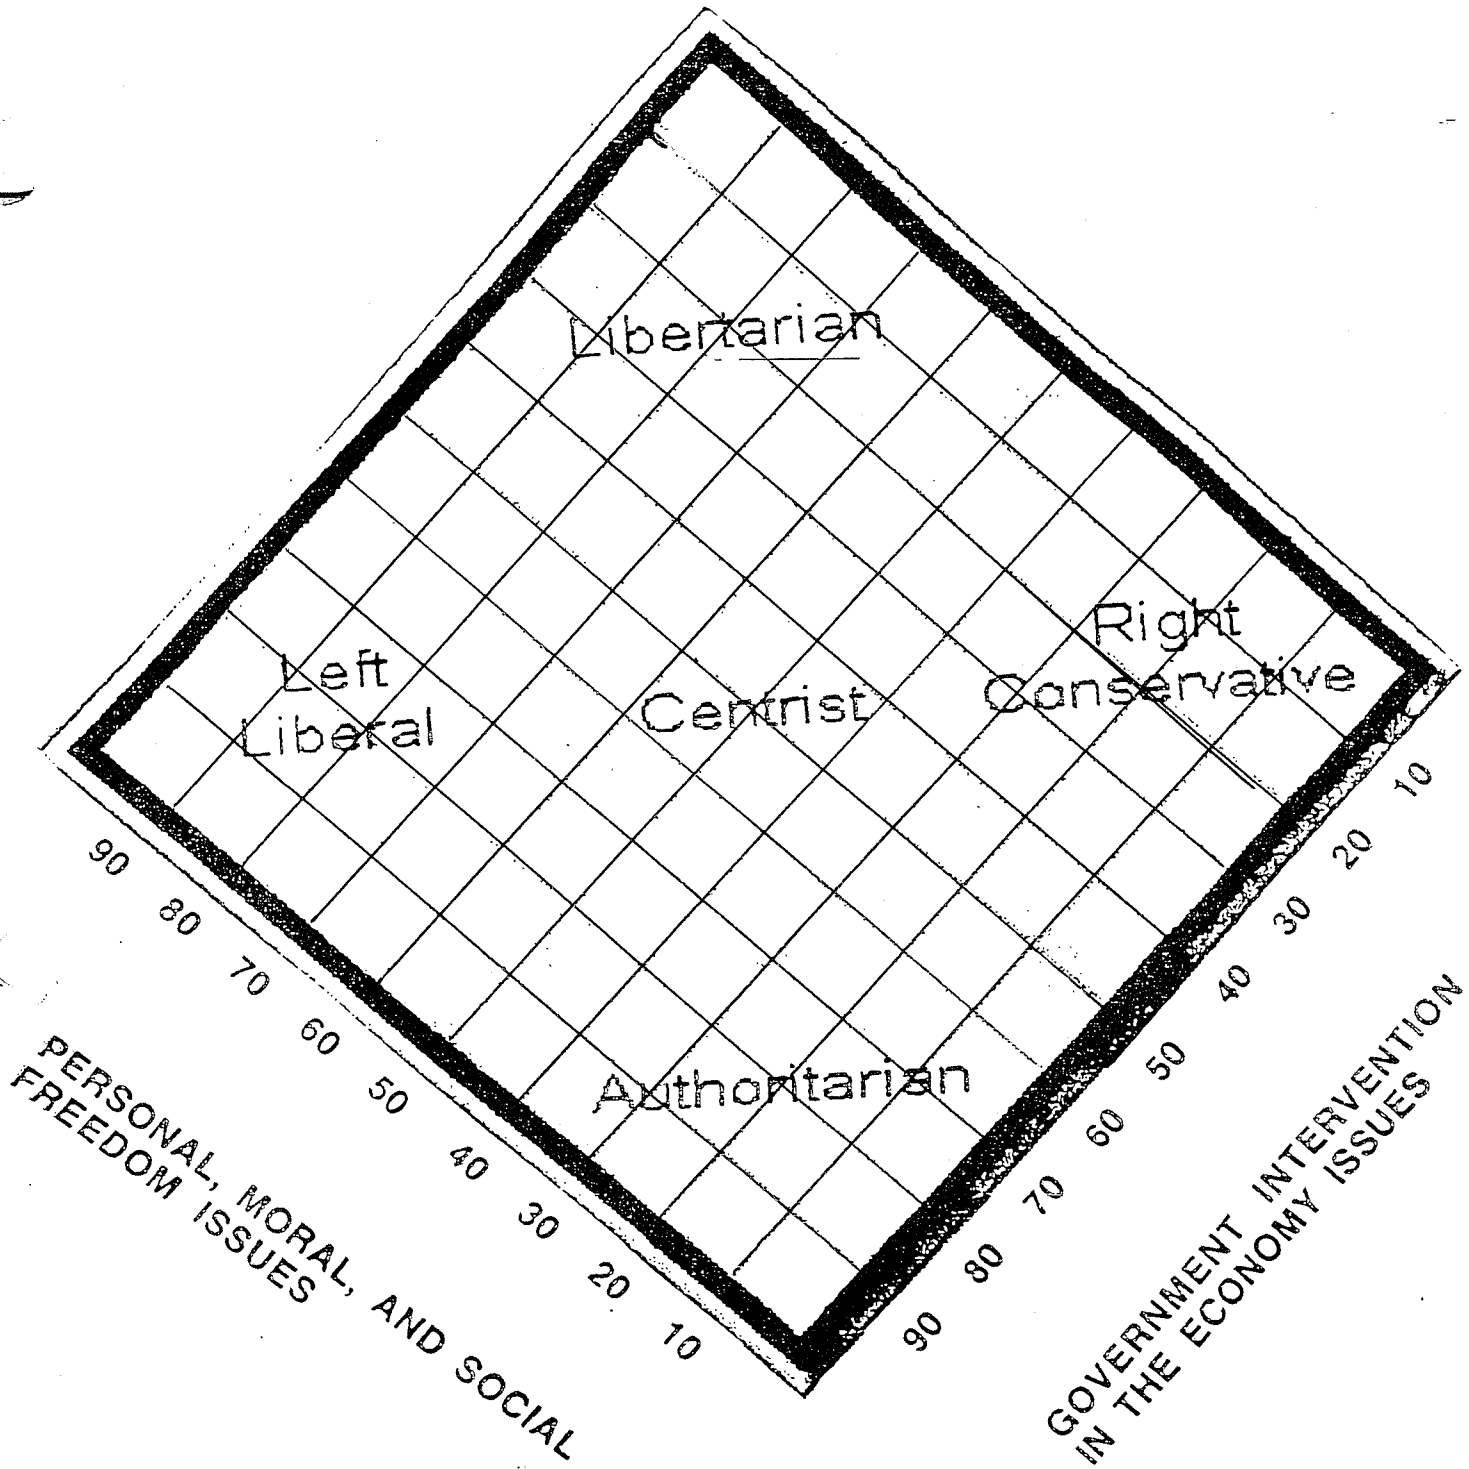 Libertarian
Right
Conservative
Left
Liberal
Centrist
Authoritarian
90
80
70
60
50
40
30
20
10
PERSONAL, MORAL, AND SOCIAL
FREEDOM ISSUES
10
20
30
40
50
60
70
80
90
GOVERNMENT INTERVENTION
IN THE ECONOMY ISSUES